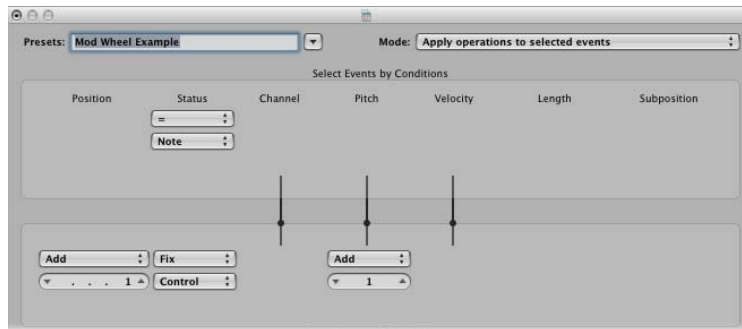 Presets: Mod Wheel Example Mode: Apply operations to selected events
Select Events by Conditions
Position Status Channel Pitch Velocity Length Subposition
=
Note
Add Fix Add
. . . 1 Control 1